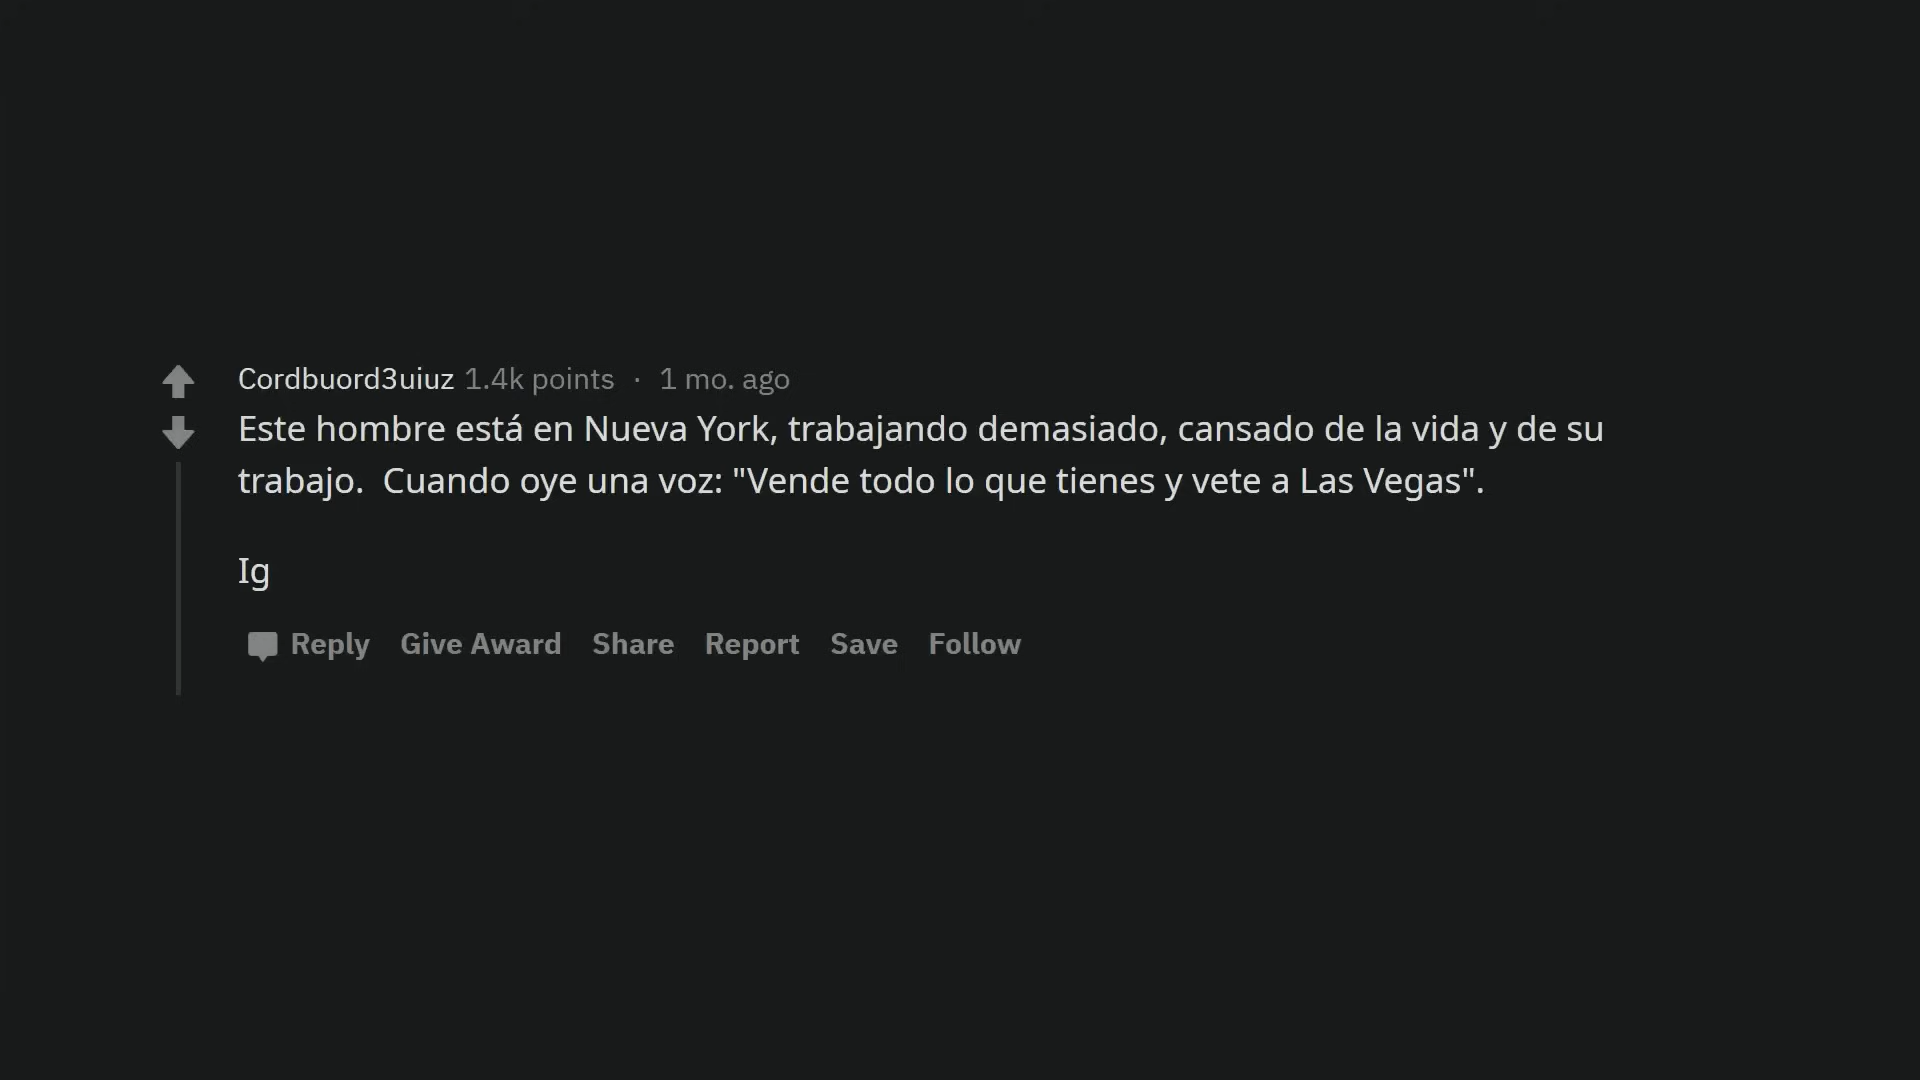 Cordbuord3uiuz 1.4k points · 1 mo. ago
Este hombre está en Nueva York, trabajando demasiado, cansado de la vida y de su
trabajo.  Cuando oye una voz: "Vende todo lo que tienes y vete a Las Vegas".
Ig
Reply Give Award Share Report Save Follow